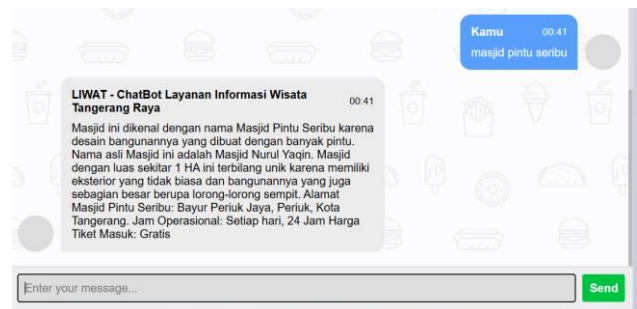 Kamu 00:41
masjid pintu seribu
LIWAT - ChatBot Layanan Informasi Wisata
Tangerang Raya 00:41
Masjid ini dikenal dengan nama Masjid Pintu Seribu karena
desain bangunannya yang dibuat dengan banyak pintu.
Nama asli Masjid ini adalah Masjid Nurul Yaqin. Masjid
dengan luas sekitar 1 HA ini terbilang unik karena memiliki
eksterior yang tidak biasa dan bangunannya yang juga
sebagian besar berupa lorong-lorong sempit. Alamat
Masjid Pintu Seribu: Bayur Periuk Jaya, Periuk, Kota
Tangerang. Jam Operasional: Setiap hari, 24 Jam Harga
Tiket Masuk: Gratis
Enter your message...
Send